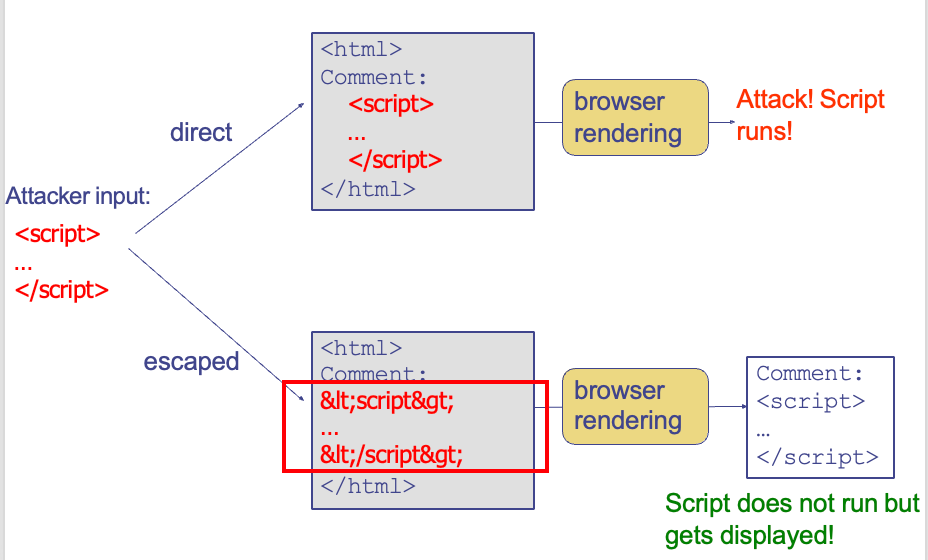 <html>
Comment:
<script>
...
</script>
</html>
browser
rendering
Attack! Script
runs!
direct
Attacker input:
<script>
...
</script>
escaped
<html>
Comment:
&lt;script&gt;
...
&lt;/script&gt;
</html>
browser
rendering
Comment:
<script>
…
</script>
Script does not run but
gets displayed!